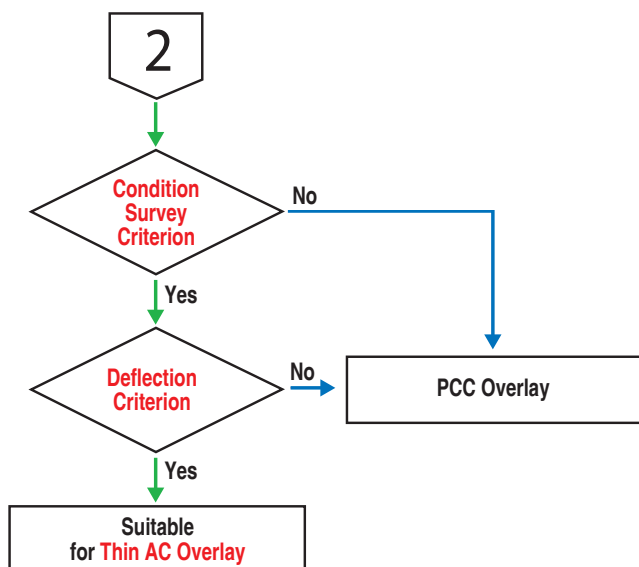 2
Condition
Survey
Criterion
No
Yes
Deflection
Criterion
No
PCC Overlay
Yes
Suitable
for Thin AC Overlay